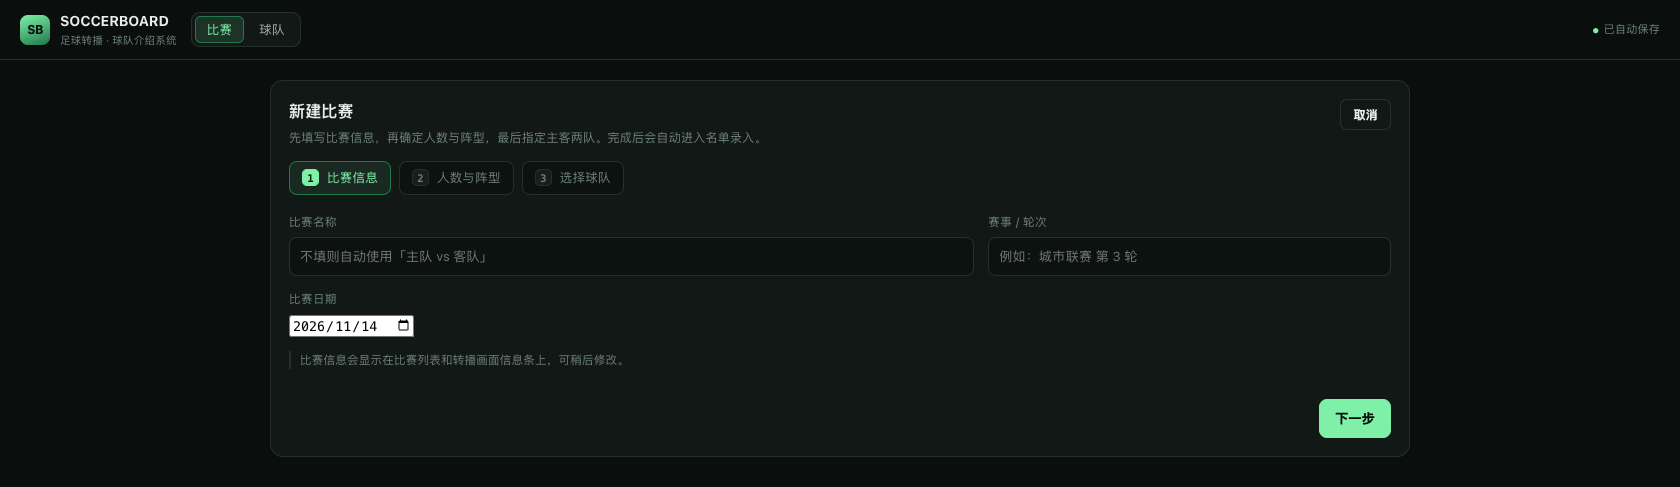 SB
SOCCERBOARD
足球转播 · 球队介绍系统
比赛
球队
已自动保存
新建比赛
取消
先填写比赛信息，再确定人数与阵型，最后指定主客两队。完成后会自动进入名单录入。
1 比赛信息
2 人数与阵型
3 选择球队
比赛名称
赛事 / 轮次
不填则自动使用「主队 vs 客队」
例如：城市联赛 第 3 轮
比赛日期
2026/11/14
比赛信息会显示在比赛列表和转播画面信息条上，可稍后修改。
下一步